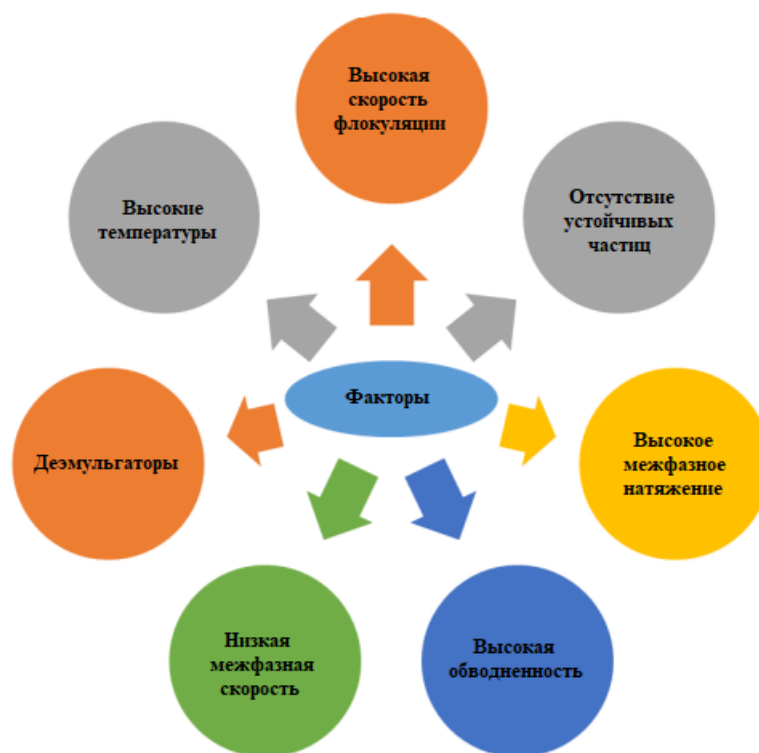 Высокая
скорость
флокуляции
Высокие
температуры
Отсутствие
устойчивых
частиц
Факторы
Деэмульгаторы
Высокое
межфазное
натяжение
Низкая
межфазная
скорость
Высокая
обводненность